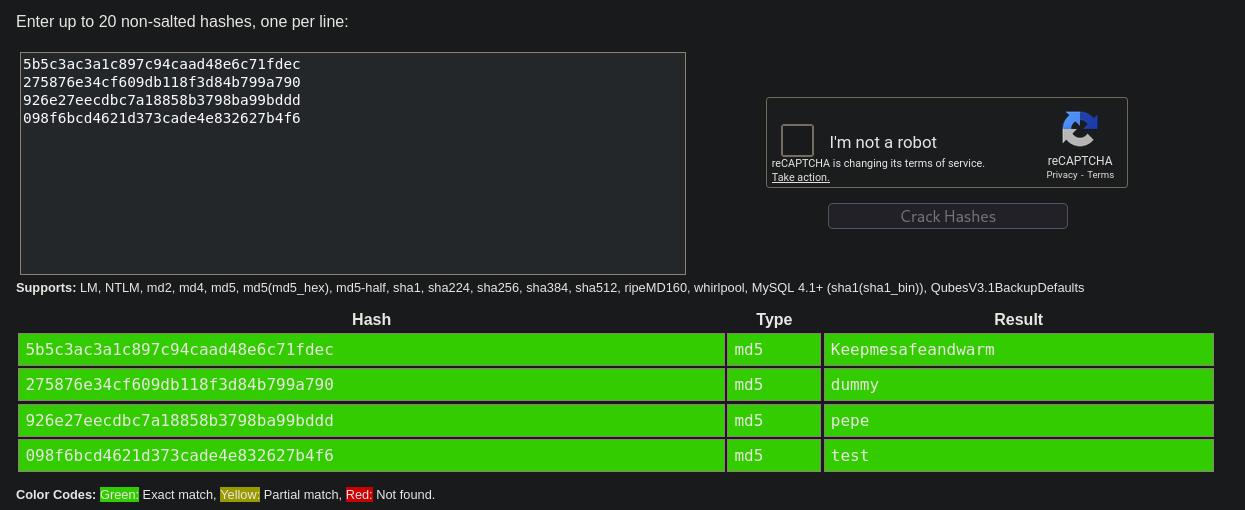 Enter up to 20 non-salted hashes, one per line:
5b5c3ac3a1c897c94caad48e6c71fdec
275876e34cf609db118f3d84b799a790
926e27eecdbc7a18858b3798ba99bddd
098f6bcd4621d373cade4e832627b4f6
I'm not a robot
reCAPTCHA is changing its terms of service.
Take action.
reCAPTCHA
Privacy - Terms
Crack Hashes
Supports: LM, NTLM, md2, md4, md5, md5(md5_hex), md5-half, sha1, sha224, sha256, sha384, sha512, ripeMD160, whirlpool, MySQL 4.1+ (sha1(sha1_bin)), QubesV3.1BackupDefaults
Hash Type Result
5b5c3ac3a1c897c94caad48e6c71fdec md5 Keepmesafeandwarm
275876e34cf609db118f3d84b799a790 md5 dummy
926e27eecdbc7a18858b3798ba99bddd md5 pepe
098f6bcd4621d373cade4e832627b4f6 md5 test
Color Codes: Green: Exact match, Yellow: Partial match, Red: Not found.